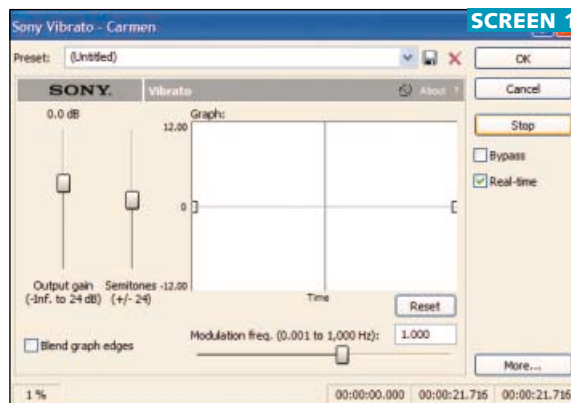 Sony Vibrato - Carmen
SCREEN 1
Preset: (Untitled)
OK
SONY. Vibrato About ?
Cancel
0.0 dB
Graph:
12.00
Stop
Bypass
Real-time
0
Output gain Semitones -12.00
(-Inf. to 24 dB) (+/- 24)
Time
Reset
Modulation freq. (0.001 to 1,000 Hz): 1.000
Blend graph edges
More...
1 % 00:00:00.000 00:00:21.716 00:00:21.716